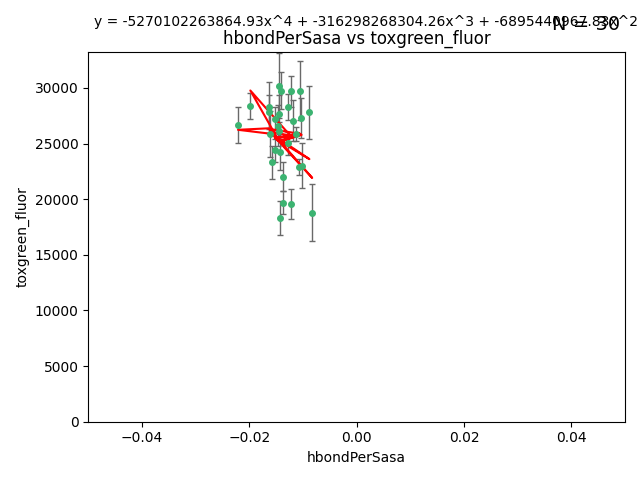 y = -5270102263864.93x^4 + -316298268304.26x^3 + -6895440967.83x^2
N = 30
hbondPerSasa vs toxgreen_fluor
30000
25000
20000
15000
10000
5000
0
toxgreen_fluor
−0.04 −0.02 0.00 0.02 0.04
hbondPerSasa